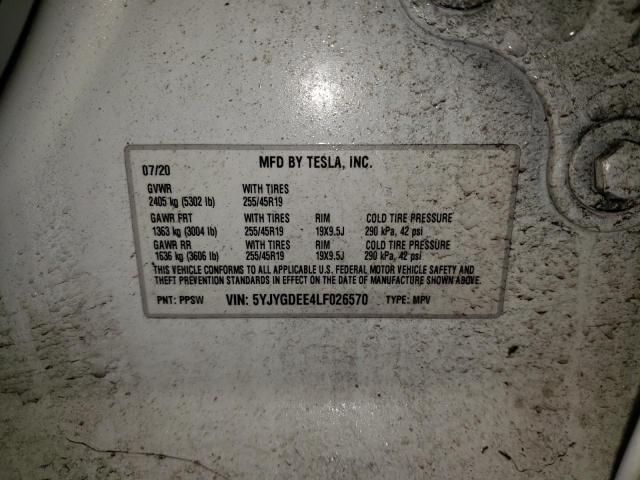 07/20 MFD BY TESLA, INC.
GVWR WITH TIRES
2405 kg (5302 lb) 255/45R19
GAWR FRT WITH TIRES RIM COLD TIRE PRESSURE
1363 kg (3004 lb) 255/45R19 19X9.5J 290 kPa, 42 psi
GAWR RR WITH TIRES RIM COLD TIRE PRESSURE
1636 kg (3606 lb) 255/45R19 19X9.5J 290 kPa, 42 psi
THIS VEHICLE CONFORMS TO ALL APPLICABLE U.S. FEDERAL MOTOR VEHICLE SAFETY AND
THEFT PREVENTION STANDARDS IN EFFECT ON THE DATE OF MANUFACTURE SHOWN ABOVE.
PNT: PPSW VIN: 5YJYGDEE4LF026570 TYPE: MPV